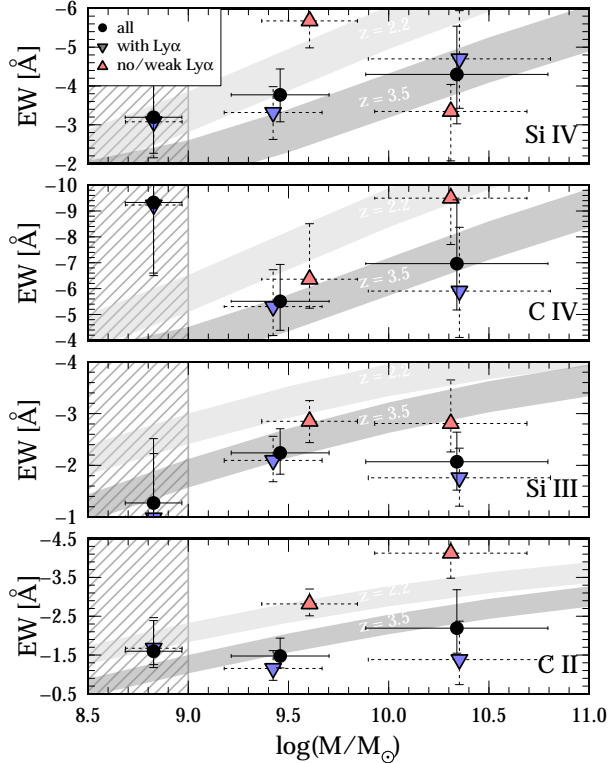 -6
-5
-4
-3
-2
EW [Å]
all
with Lyα
no/weak Lyα
z = 2.2
z = 3.5
Si IV
-10
-9
-8
-7
-6
-5
-4
EW [Å]
z = 2.2
z = 3.5
C IV
-4
-3
-2
-1
EW [Å]
z = 2.2
z = 3.5
Si III
-4.5
-3.5
-2.5
-1.5
-0.5
EW [Å]
z = 2.2
z = 3.5
C II
8.5 9.0 9.5 10.0 10.5 11.0
log(M/M⊙)